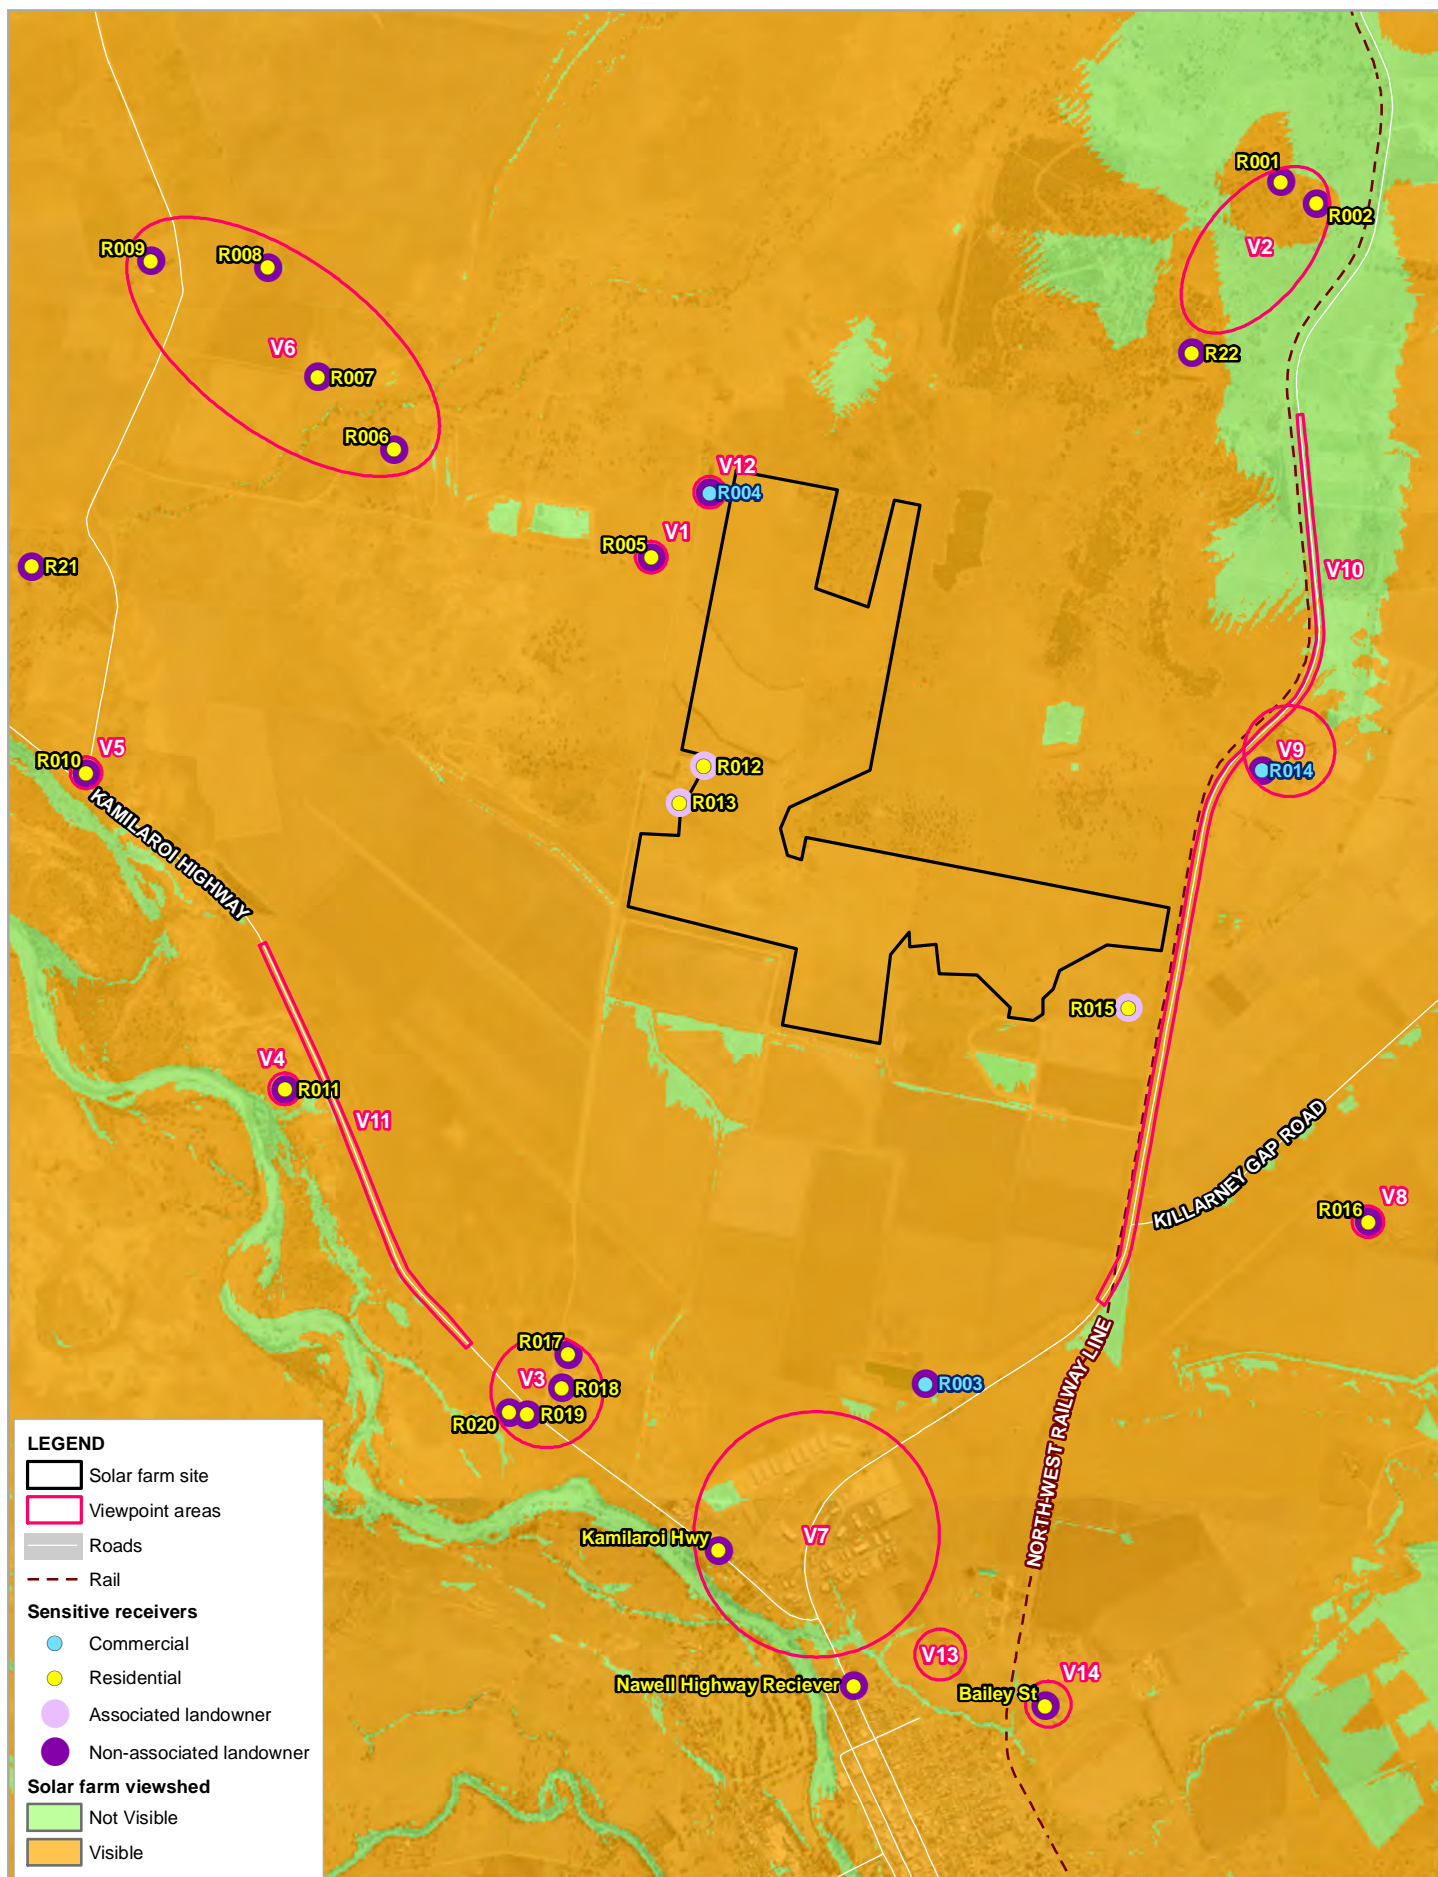 R001
R002
V2
R009
R008
V6
R007
R22
R006
V12
R004
V1
R005
R21
V10
V5
R010
V9
R014
R012
R013
KAMILAROI HIGHWAY
R015
V4
R011
V11
KILLARNEY GAP ROAD
V8
R016
R017
V3
R018
R003
R020
R019
NORTH-WEST RAILWAY LINE
Kamilaroi Hwy
V7
V13
V14
Nawell Highway Reciever
Bailey St
LEGEND
Solar farm site
Viewpoint areas
Roads
Rail
Sensitive receivers
Commercial
Residential
Associated landowner
Non-associated landowner
Solar farm viewshed
Not Visible
Visible